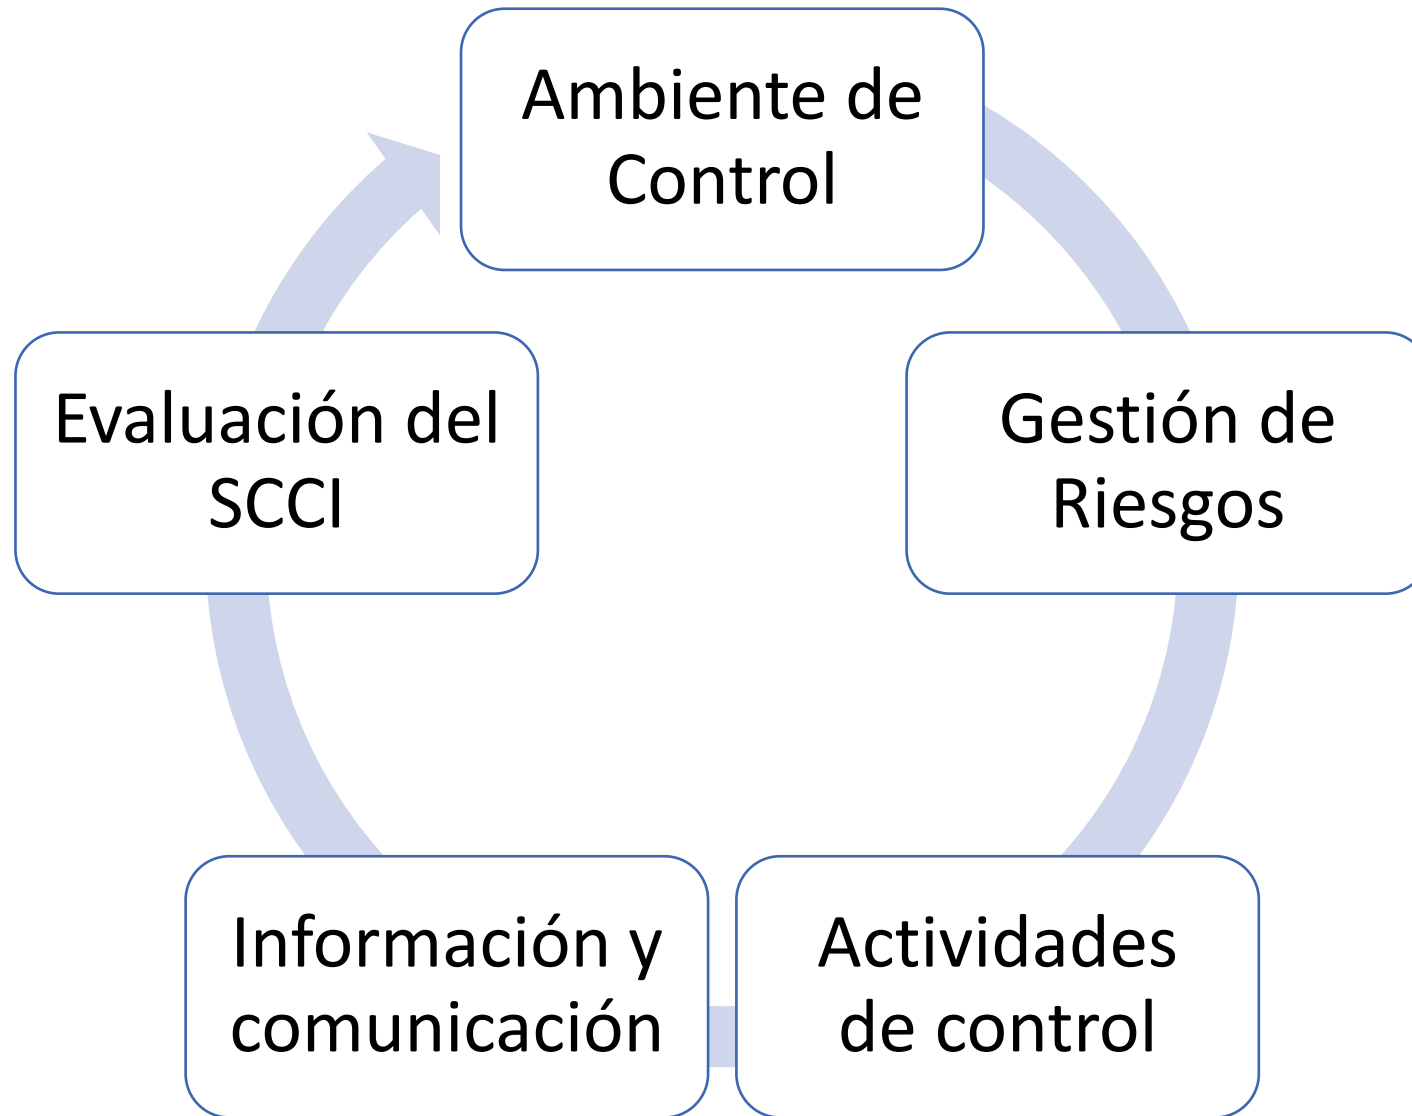 Ambiente de
Control
Gestión de
Riesgos
Actividades
de control
Información y
comunicación
Evaluación del
SCCI